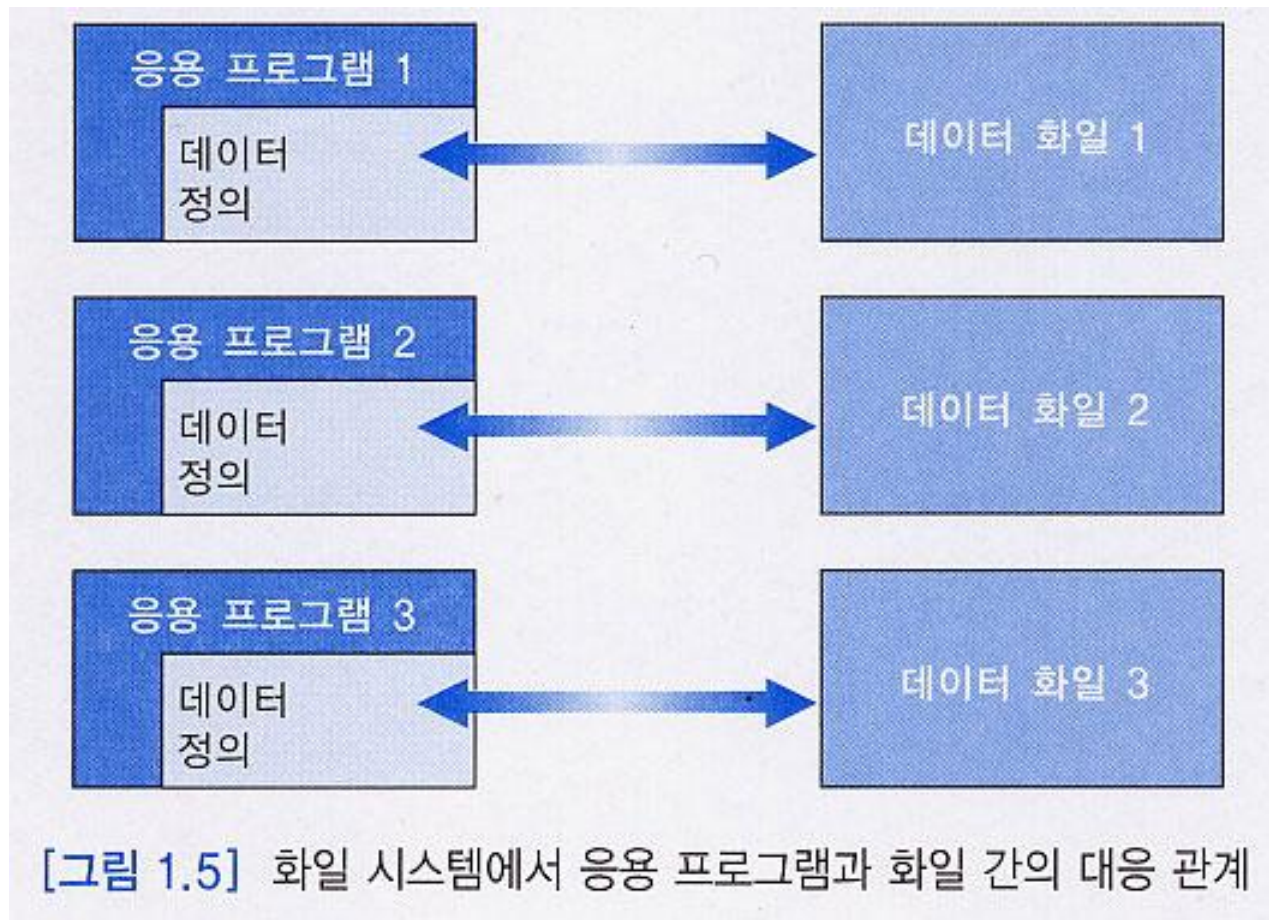 응용 프로그램 1
데이터
정의
데이터 화일 1
응용 프로그램 2
데이터
정의
데이터 화일 2
응용 프로그램 3
데이터
정의
데이터 화일 3
[그림 1.5] 화일 시스템에서 응용 프로그램과 화일 간의 대응 관계